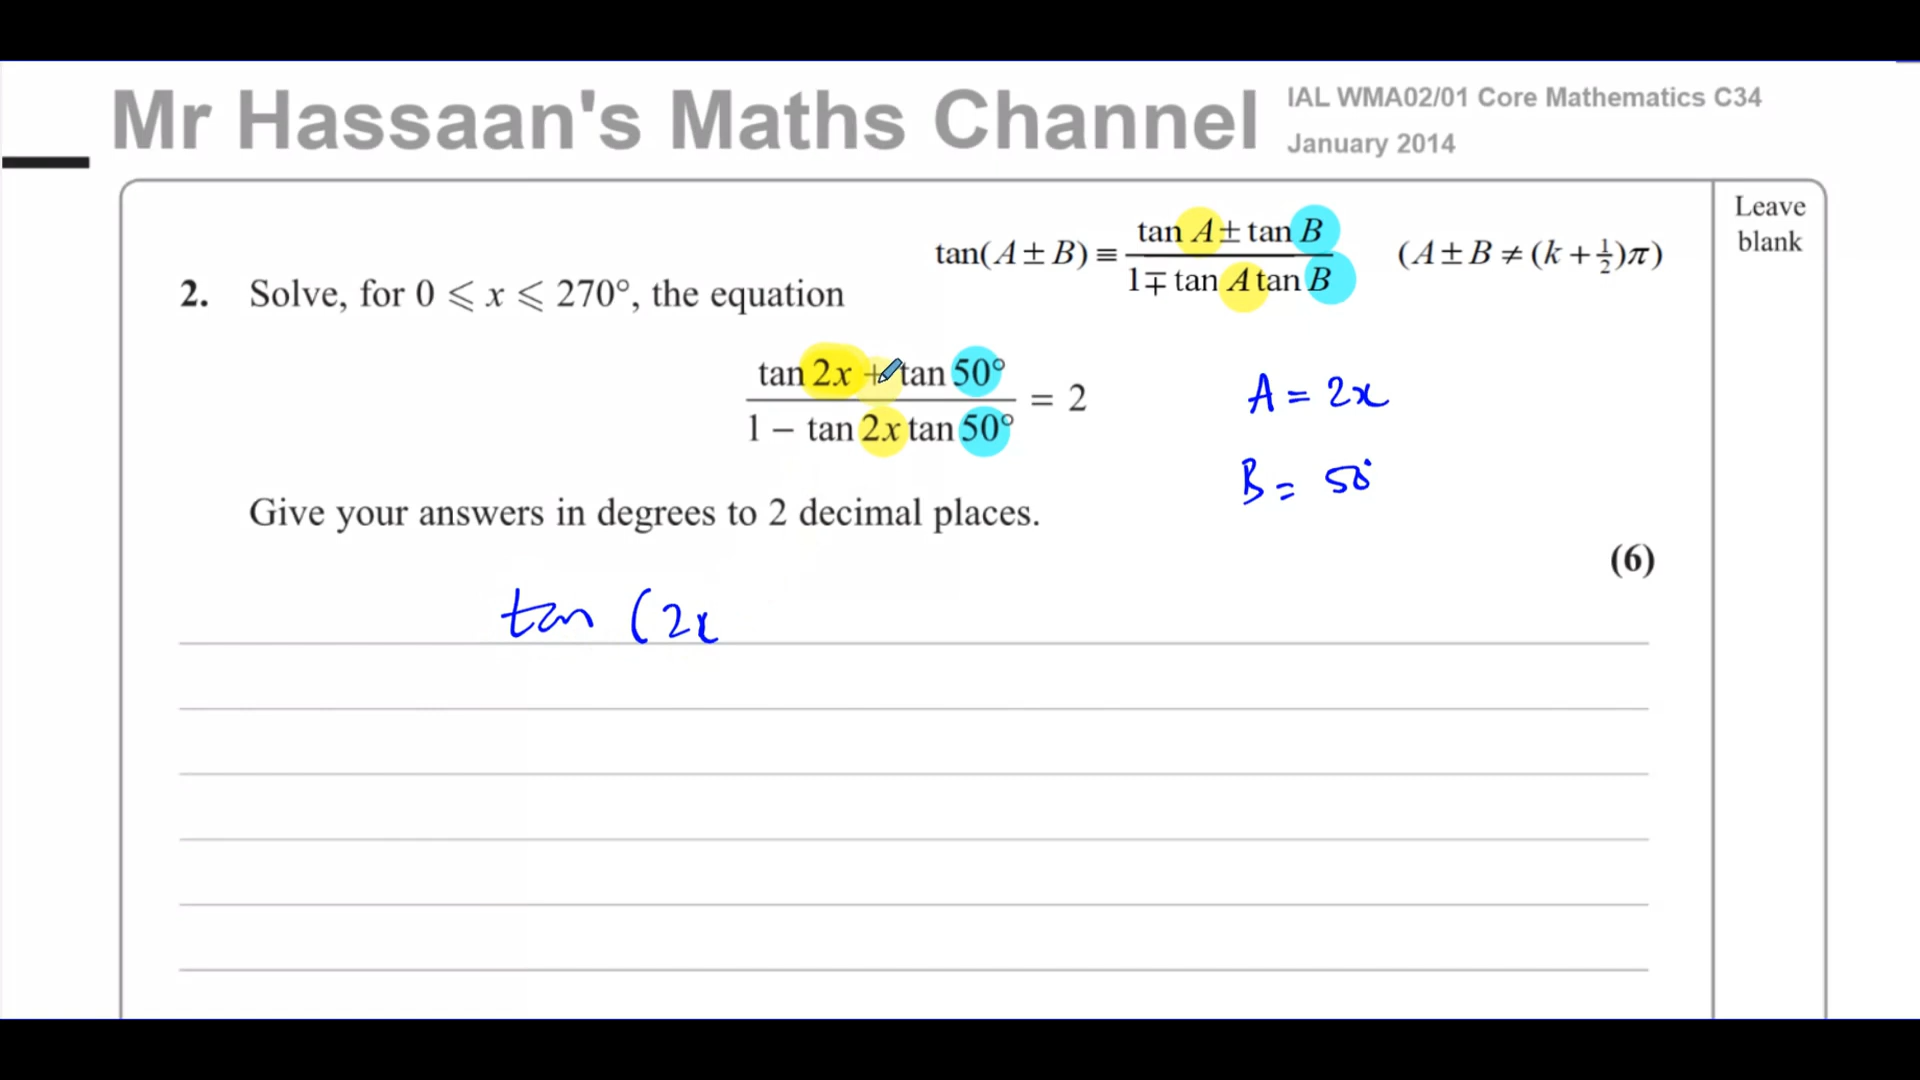 Mr Hassaan's Maths Channel
IAL WMA02/01 Core Mathematics C34
January 2014
Leave
blank
tan(A ± B) ≡ (tan A ± tan B)/(1 ∓ tan A tan B) (A ± B ≠ (k + ½)π)
2. Solve, for 0 ⩽ x ⩽ 270°, the equation
(tan 2x + tan 50°)/(1 − tan 2x tan 50°) = 2
A = 2x
B = 50°
Give your answers in degrees to 2 decimal places.
(6)
tan (2x